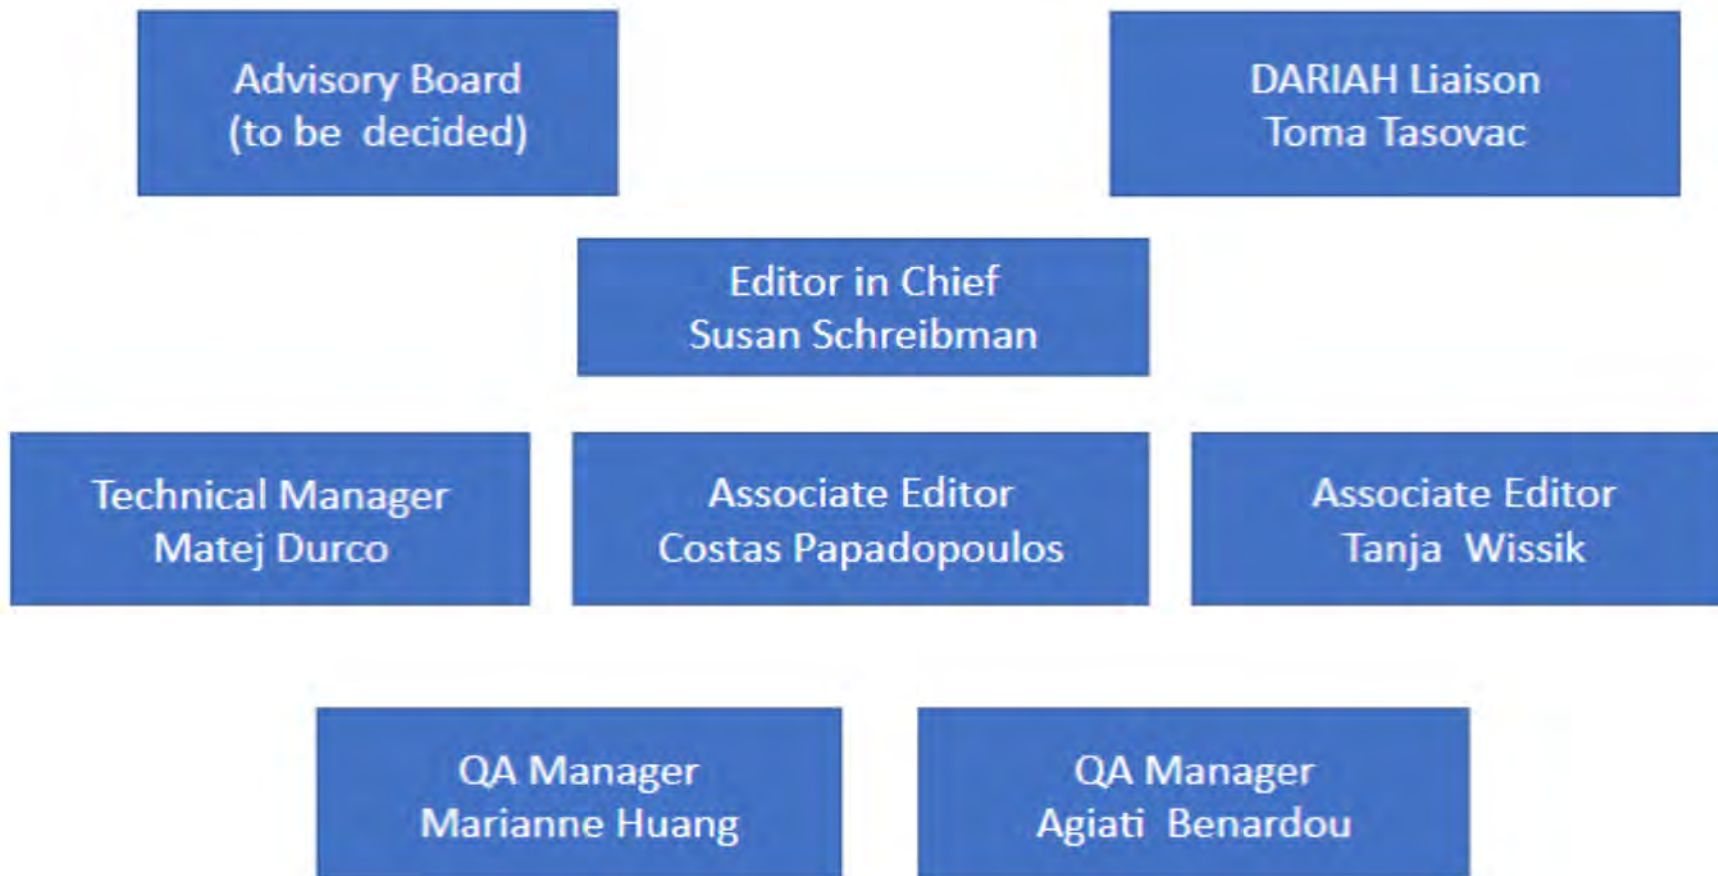 Advisory Board
(to be decided)
DARIAH Liaison
Toma Tasovac
Editor in Chief
Susan Schreibman
Technical Manager
Matej Durco
Associate Editor
Costas Papadopoulos
Associate Editor
Tanja Wissik
QA Manager
Marianne Huang
QA Manager
Agiati Benardou